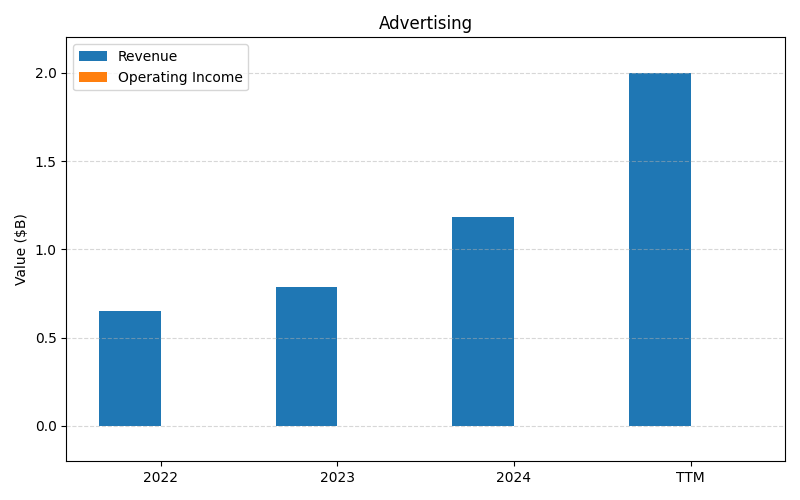 Advertising
Revenue
Operating Income
Value ($B)
2.0
1.5
1.0
0.5
0.0
2022 2023 2024 TTM